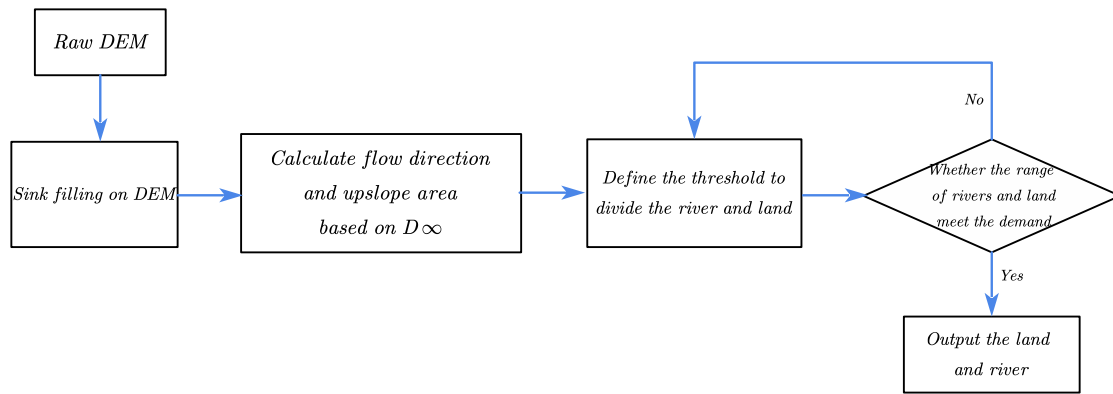 Raw DEM
Sink filling on DEM
Calculate flow direction
and upslope area
based on D∞
Define the threshold to
divide the river and land
No
Whether the range
of rivers and land
meet the demand
Yes
Output the land
and river